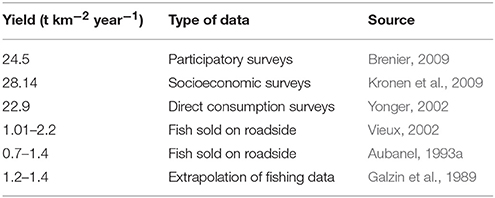 Yield (t km−2 year−1) Type of data Source
24.5 Participatory surveys Brenier, 2009
28.14 Socioeconomic surveys Kronen et al., 2009
22.9 Direct consumption surveys Yonger, 2002
1.01–2.2 Fish sold on roadside Vieux, 2002
0.7–1.4 Fish sold on roadside Aubanel, 1993a
1.2–1.4 Extrapolation of fishing data Galzin et al., 1989